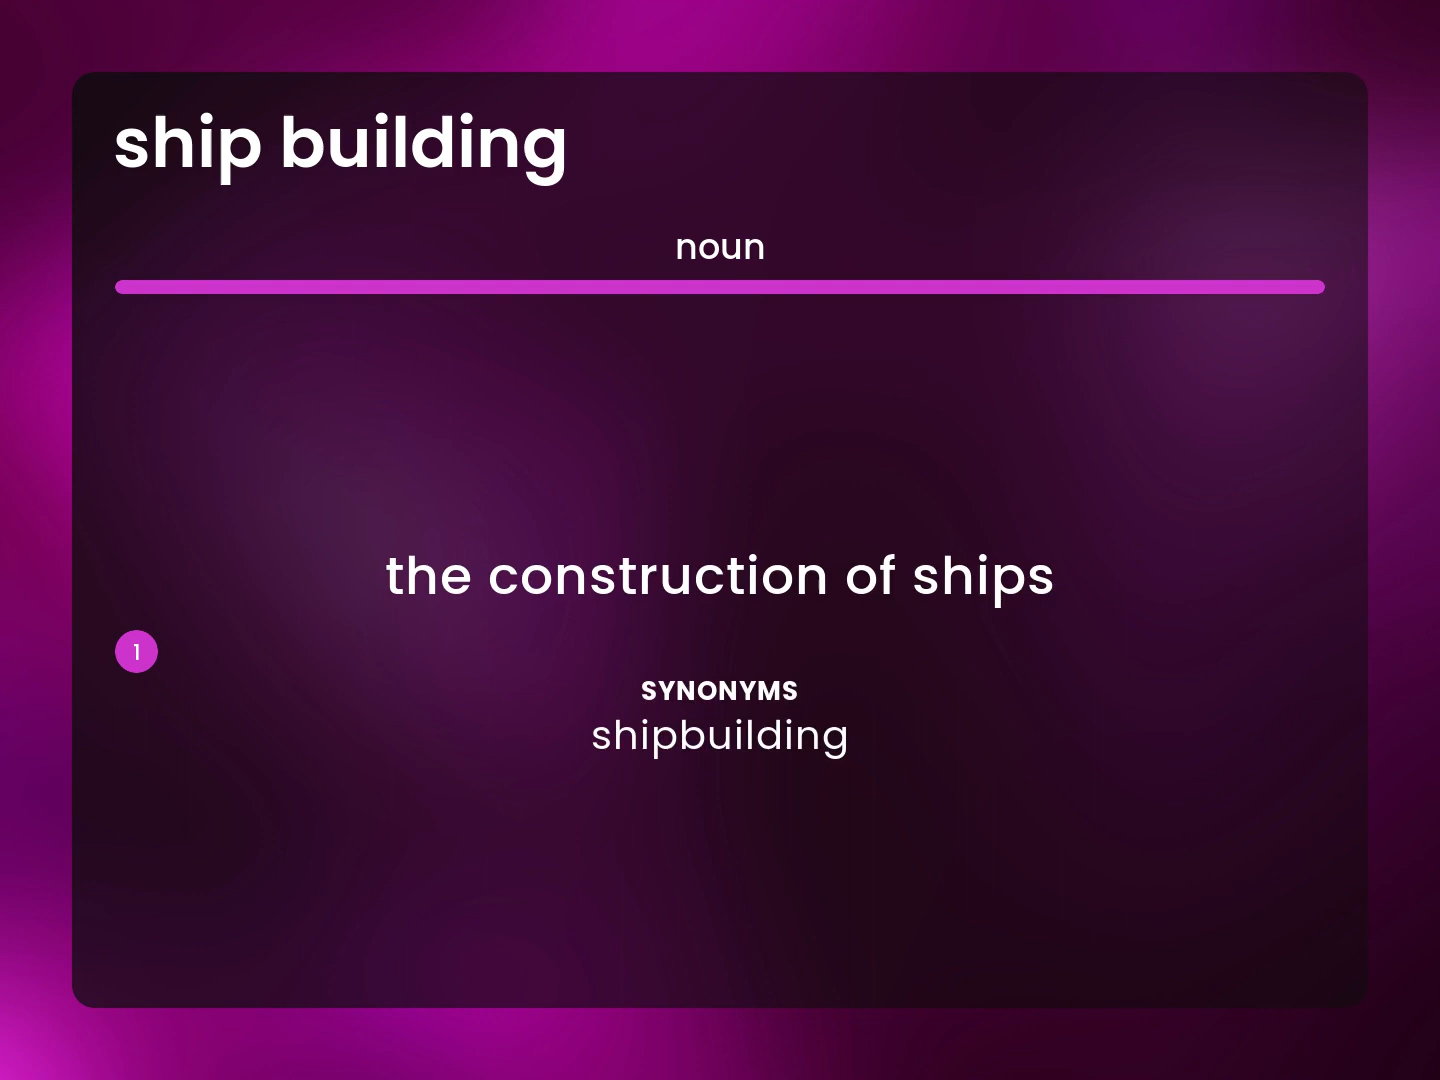 ship building
noun
the construction of ships
1
SYNONYMS
shipbuilding